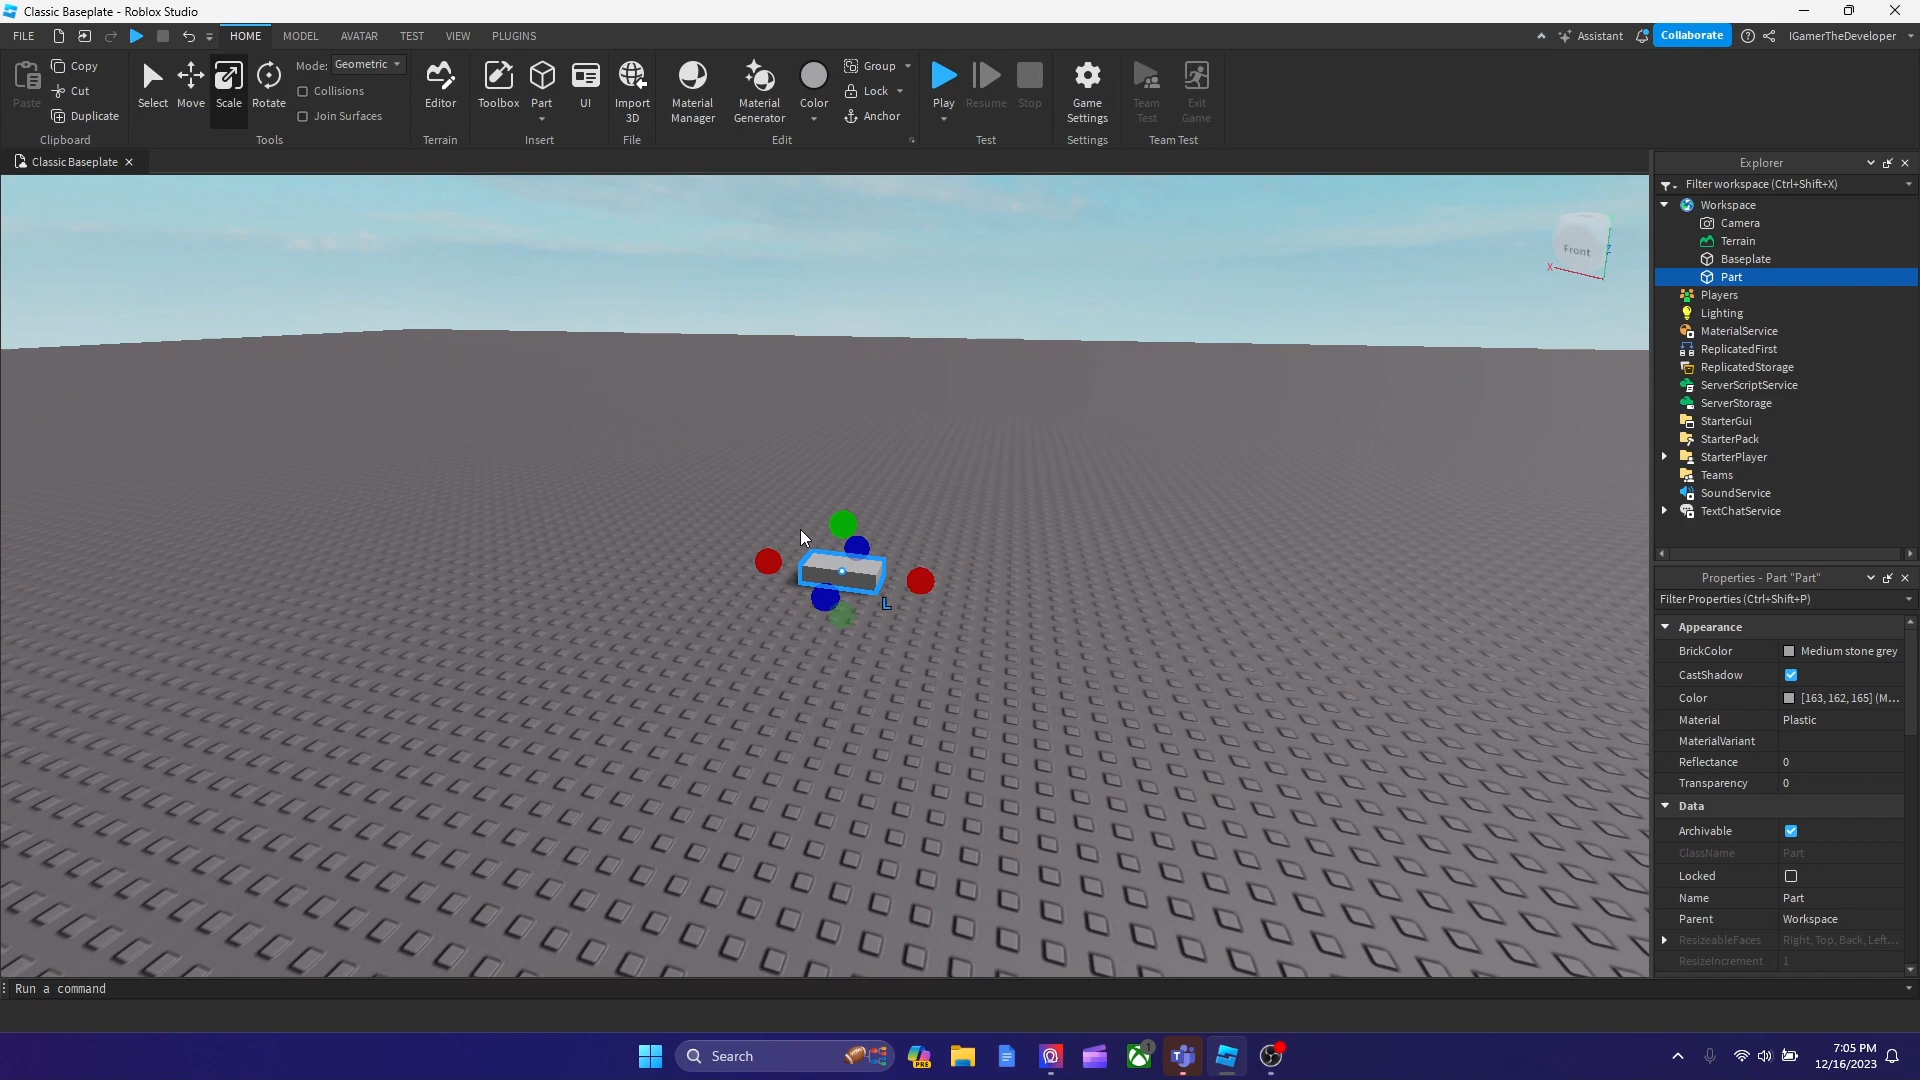 Classic Baseplate - Roblox Studio
FILE HOME MODEL AVATAR TEST VIEW PLUGINS Assistant Collaborate IGamerTheDeveloper
Paste Copy Cut Duplicate
Clipboard
Select Move Scale Rotate
Mode: Geometric
Collisions
Join Surfaces
Tools
Editor
Terrain
Toolbox Part UI
Insert
Import 3D
File
Material Manager
Material Generator
Color
Group
Lock
Anchor
Edit
Play Resume Stop
Test
Game Settings
Settings
Team Test
Exit Game
Team Test
Classic Baseplate
Front
X
Z
L
Explorer
Filter workspace (Ctrl+Shift+X)
Workspace
Camera
Terrain
Baseplate
Part
Players
Lighting
MaterialService
ReplicatedFirst
ReplicatedStorage
ServerScriptService
ServerStorage
StarterGui
StarterPack
StarterPlayer
Teams
SoundService
TextChatService
Properties - Part "Part"
Filter Properties (Ctrl+Shift+P)
Appearance
BrickColor Medium stone grey
CastShadow
Color [163, 162, 165] (M...
Material Plastic
MaterialVariant
Reflectance 0
Transparency 0
Data
Archivable
ClassName Part
Locked
Name Part
Parent Workspace
ResizeableFaces Right, Top, Back, Left...
ResizeIncrement 1
Run a command
Search
PRE
1
7:05 PM
12/16/2023